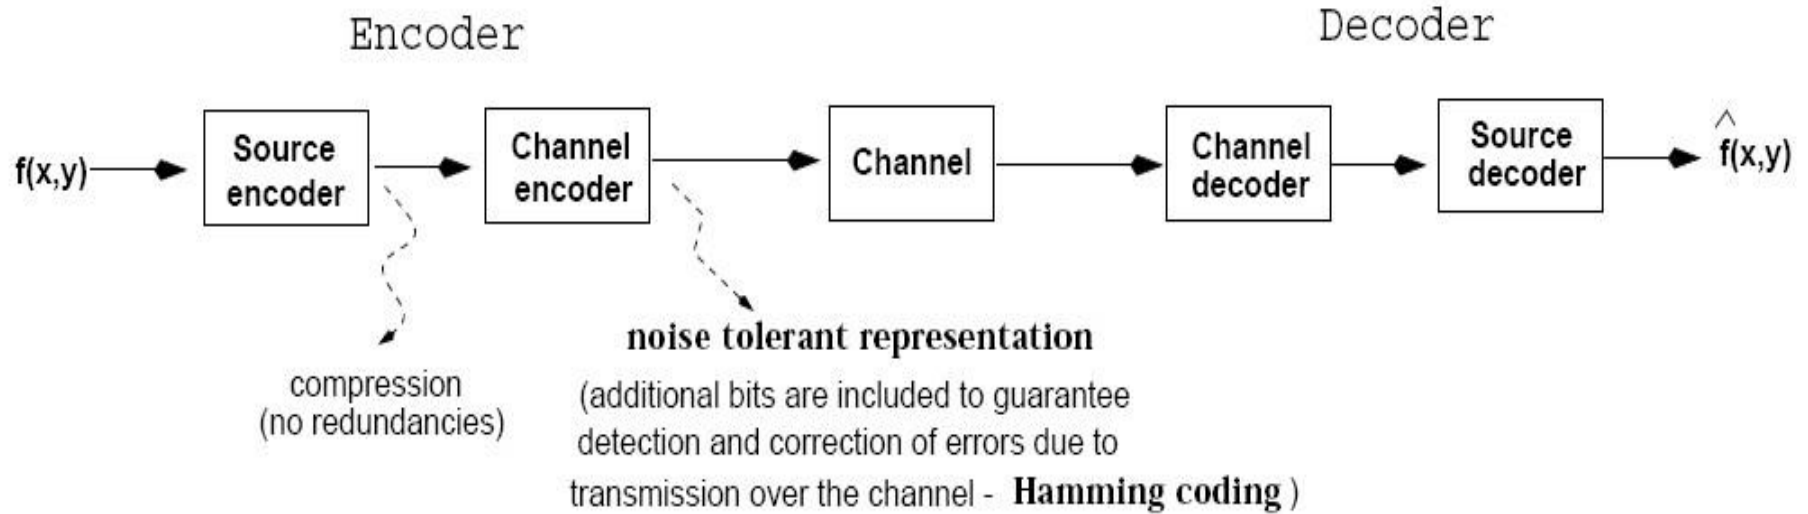 Encoder
Decoder
f(x,y)
Source
encoder
Channel
encoder
Channel
Channel
decoder
Source
decoder
^
f(x,y)
compression
(no redundancies)
noise tolerant representation
(additional bits are included to guarantee
detection and correction of errors due to
transmission over the channel - Hamming coding )